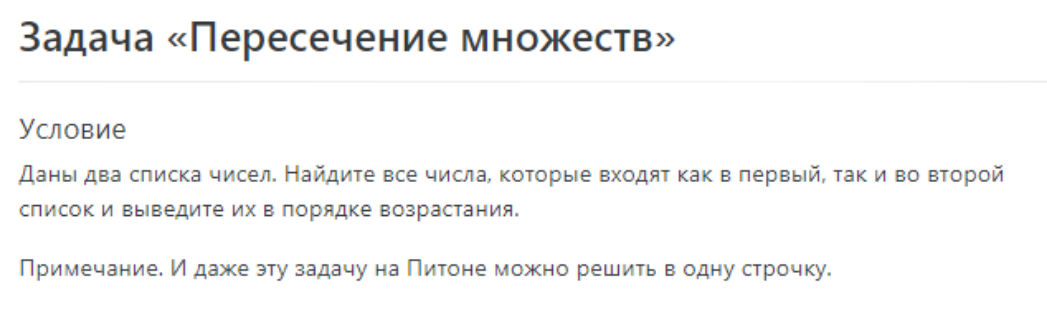 Задача «Пересечение множеств»
Условие
Даны два списка чисел. Найдите все числа, которые входят как в первый, так и во второй
список и выведите их в порядке возрастания.
Примечание. И даже эту задачу на Питоне можно решить в одну строчку.